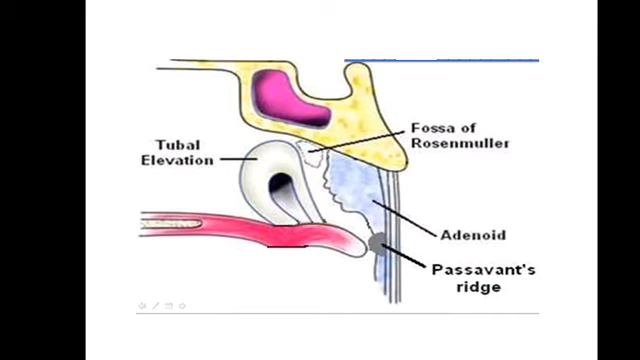 Fossa of
Rosenmuller
Tubal
Elevation
Adenoid
Passavant's
ridge